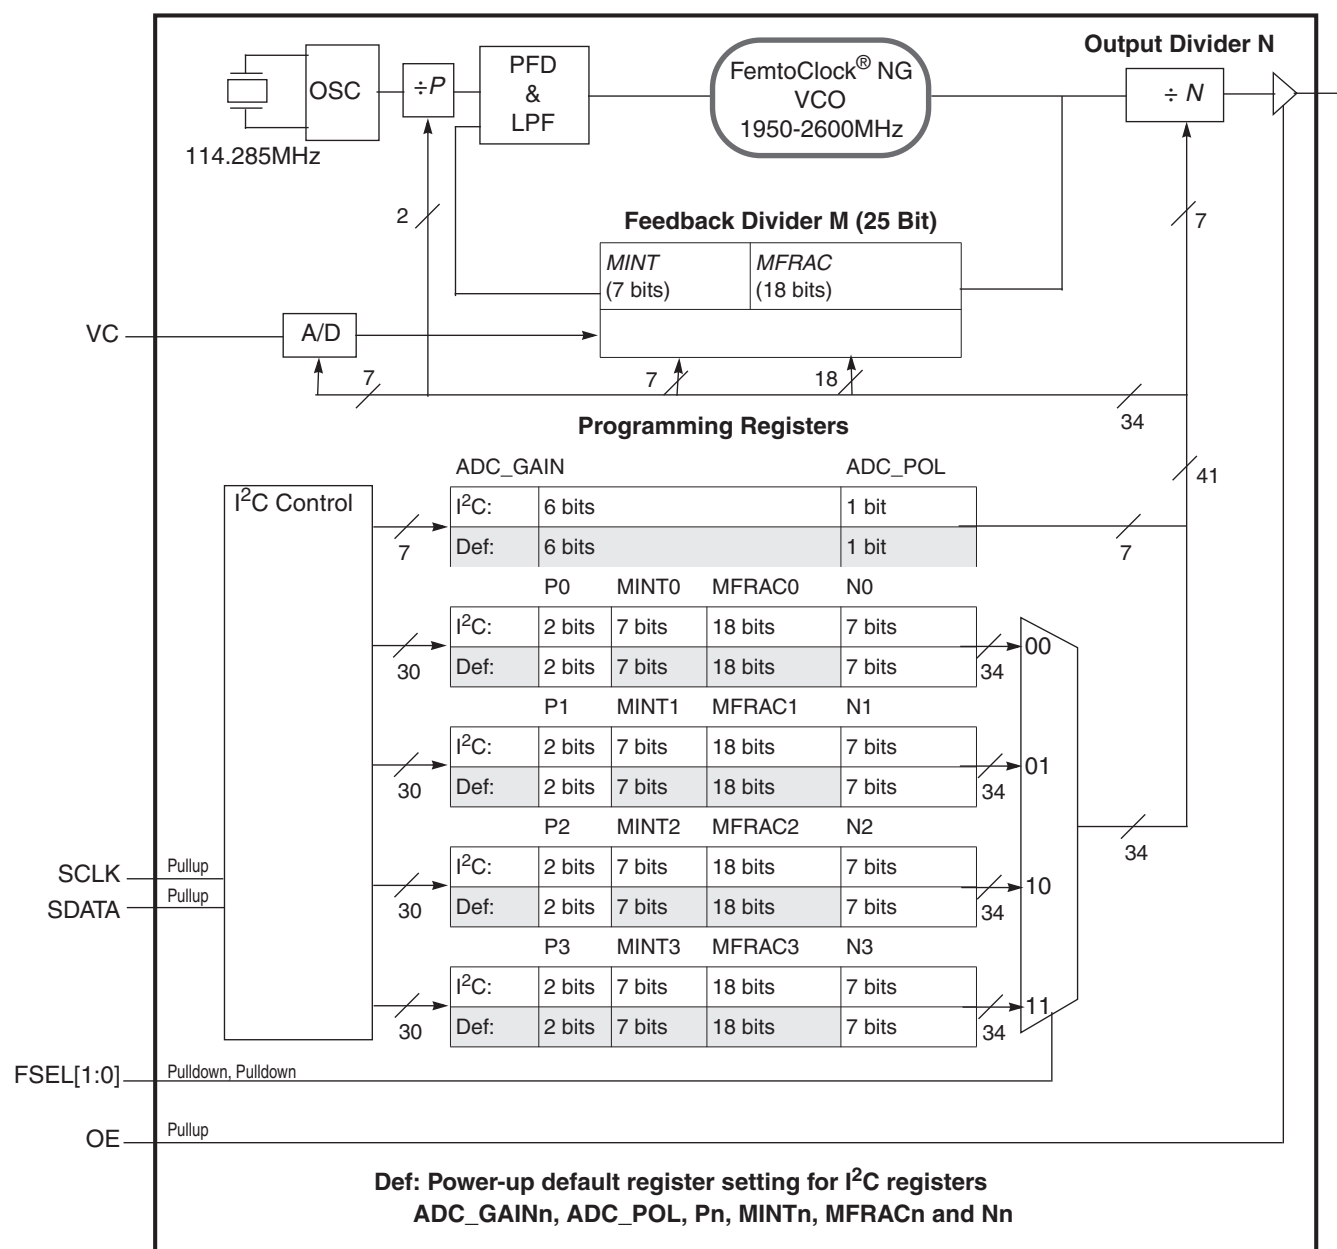 Output Divider N
OSC
÷P
PFD
&
LPF
FemtoClock® NG
VCO
1950-2600MHz
÷ N
114.285MHz
2
7
Feedback Divider M (25 Bit)
MINT
(7 bits)
MFRAC
(18 bits)
VC
A/D
7
7
18
34
Programming Registers
41
ADC_GAIN
ADC_POL
I²C Control
I²C:
6 bits
1 bit
7
Def:
6 bits
1 bit
7
P0 MINT0 MFRAC0 N0
I²C: 2 bits 7 bits 18 bits 7 bits
00
30
Def: 2 bits 7 bits 18 bits 7 bits
34
P1 MINT1 MFRAC1 N1
I²C: 2 bits 7 bits 18 bits 7 bits
01
30
Def: 2 bits 7 bits 18 bits 7 bits
34
P2 MINT2 MFRAC2 N2
34
I²C: 2 bits 7 bits 18 bits 7 bits
10
30
Def: 2 bits 7 bits 18 bits 7 bits
34
SCLK
Pullup
SDATA
Pullup
P3 MINT3 MFRAC3 N3
I²C: 2 bits 7 bits 18 bits 7 bits
11
30
Def: 2 bits 7 bits 18 bits 7 bits
34
FSEL[1:0]
Pulldown, Pulldown
OE
Pullup
Def: Power-up default register setting for I²C registers
ADC_GAINn, ADC_POL, Pn, MINTn, MFRACn and Nn